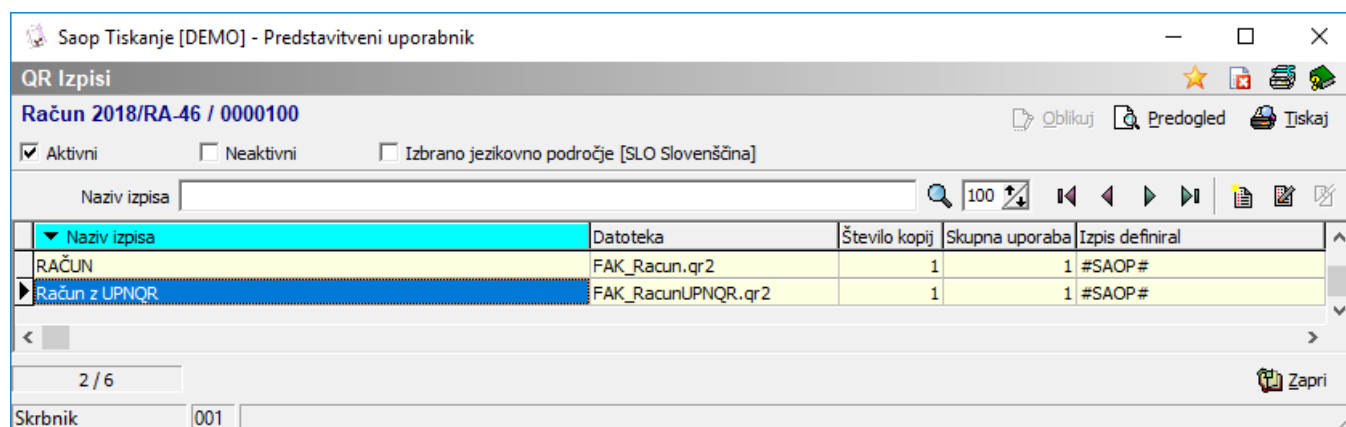 Saop Tiskanje [DEMO] - Predstavitveni uporabnik
QR Izpisi
Račun 2018/RA-46 / 0000100
Oblikuj Predogled Tiskaj
Aktivni Neaktivni Izbrano jezikovno področje [SLO Slovenščina]
Naziv izpisa 100
Naziv izpisa Datoteka Število kopij Skupna uporaba Izpis definiral
RAČUN FAK_Racun.qr2 1 1 #SAOP#
Račun z UPNQR FAK_RacunUPNQR.qr2 1 1 #SAOP#
2 / 6
Zapri
Skrbnik 001